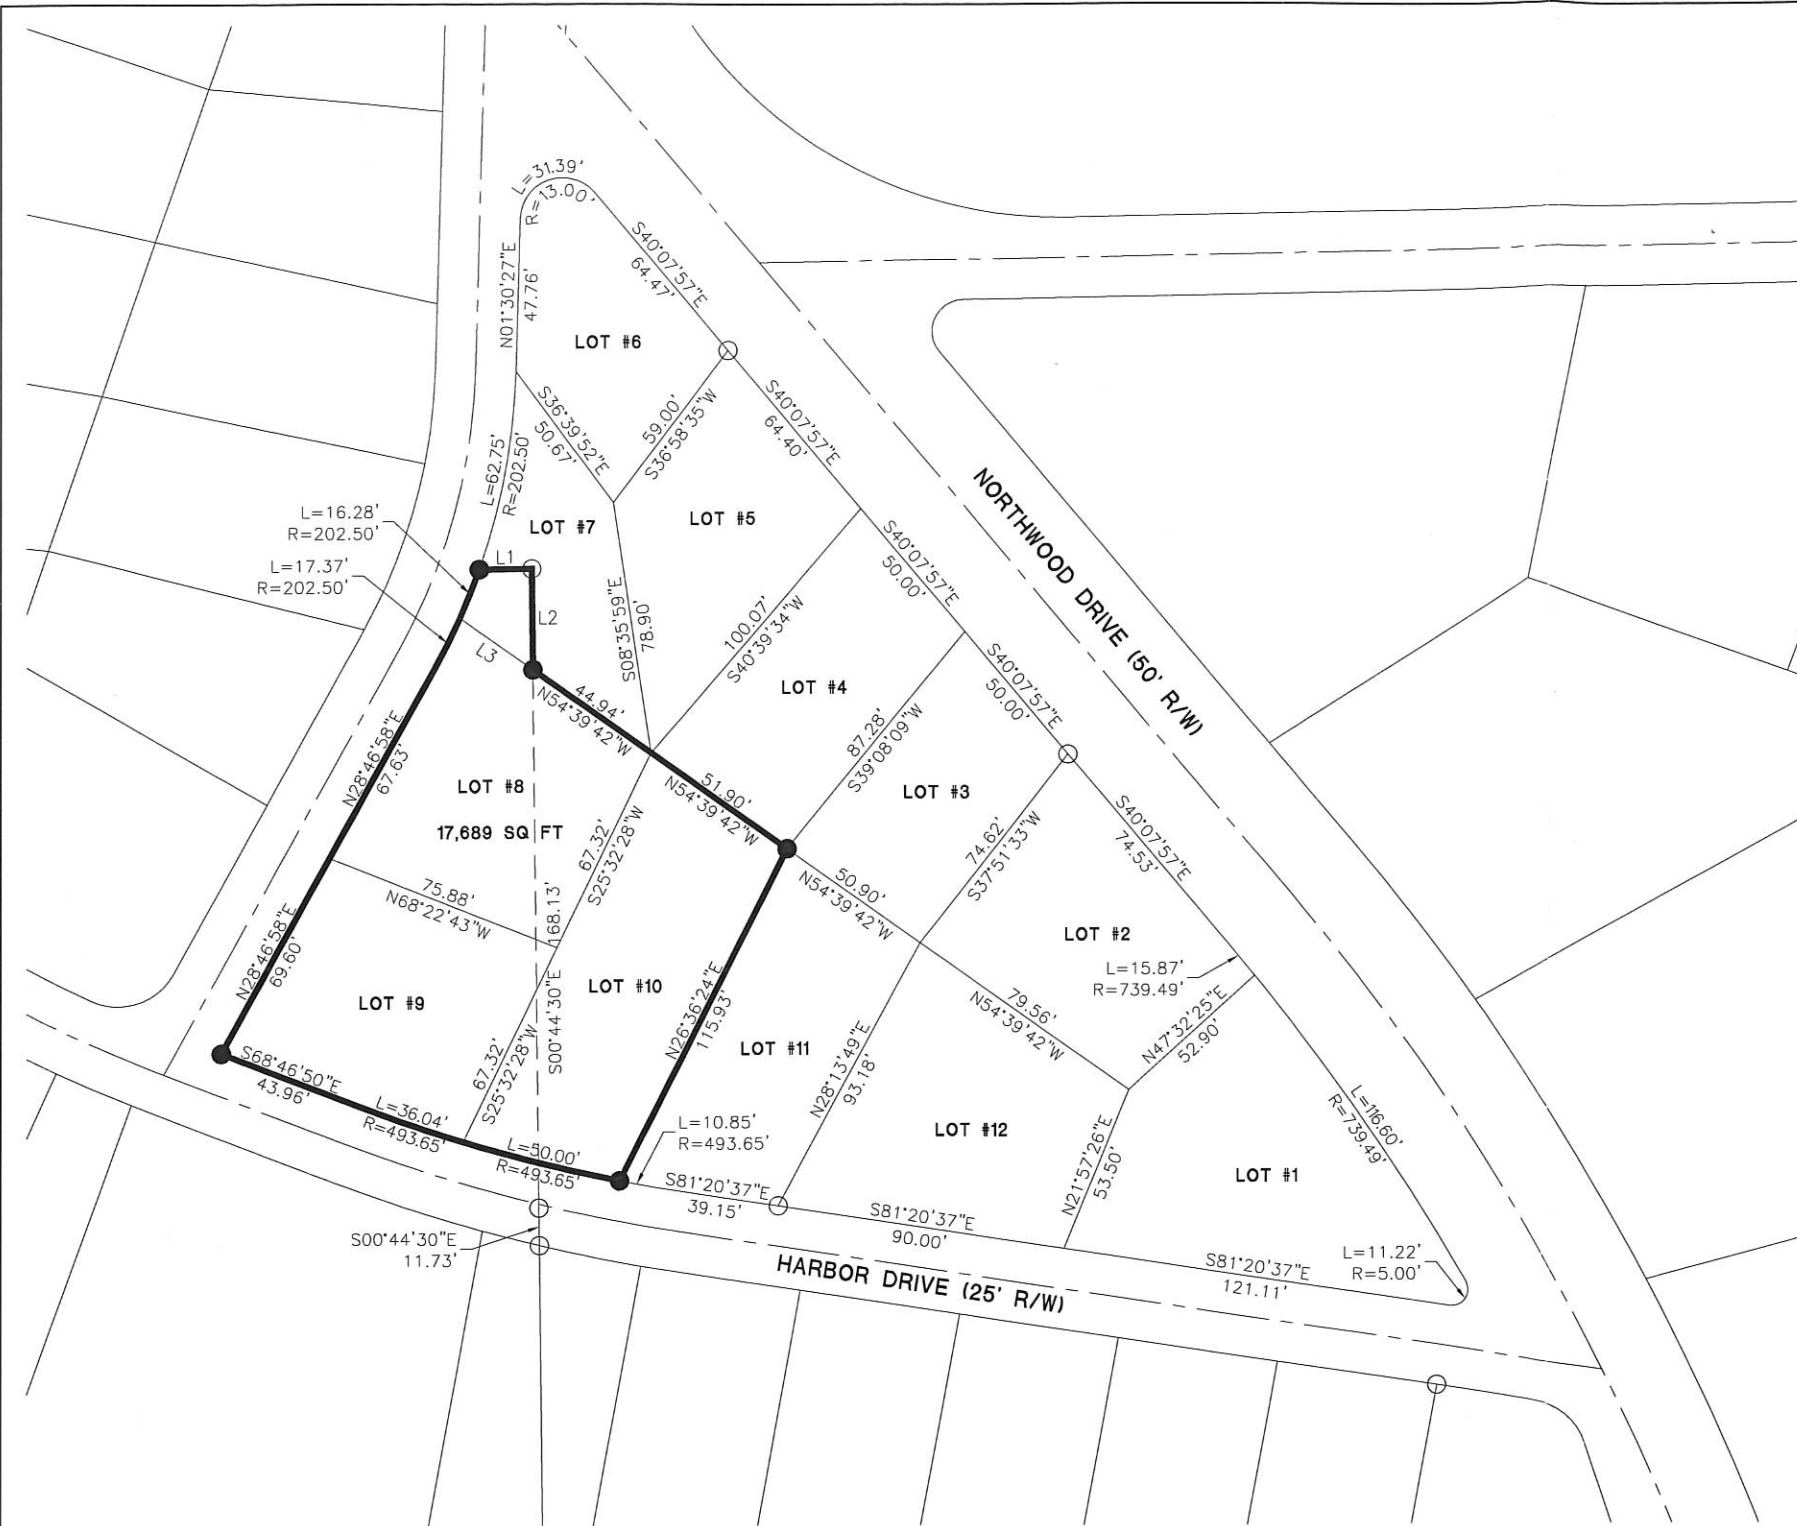 L=31.39'
R=13.00'
S40°07'57"E
64.47'
N01°30'27"E
47.76'
LOT #6
S36°39'52"E
50.67'
59.00'
S36°58'35"W
S40°07'57"E
64.40'
L=62.75'
R=202.50'
LOT #7
LOT #5
L=16.28'
R=202.50'
L=17.37'
R=202.50'
L1
L2
L3
S08°35'59"E
78.90'
100.07'
S40°39'34"W
S40°07'57"E
50.00'
NORTHWOOD DRIVE (50' R/W)
LOT #4
S40°07'57"E
50.00'
44.94'
N54°39'42"W
87.28'
S39°08'09"W
N28°46'58"E
67.63'
LOT #8
17,689 SQ FT
51.90'
N54°39'42"W
LOT #3
67.32'
S25°32'28"W
74.62'
S37°51'33"W
S40°07'57"E
74.53'
75.88'
N68°22'43"W
168.13'
S00°44'30"E
50.90'
N54°39'42"W
LOT #2
L=15.87'
R=739.49'
N28°46'58"E
69.60'
LOT #9
LOT #10
N26°36'24"E
115.93'
79.56'
N54°39'42"W
N47°32'25"E
52.90'
67.32'
S25°32'28"W
LOT #11
N28°13'49"E
93.18'
S68°46'50"E
43.96'
L=36.04'
R=493.65'
L=50.00'
R=493.65'
L=10.85'
R=493.65'
LOT #12
N21°57'26"E
53.50'
L=116.60'
R=739.49'
LOT #1
S81°20'37"E
39.15'
S81°20'37"E
90.00'
S00°44'30"E
11.73'
HARBOR DRIVE (25' R/W)
S81°20'37"E
121.11'
L=11.22'
R=5.00'